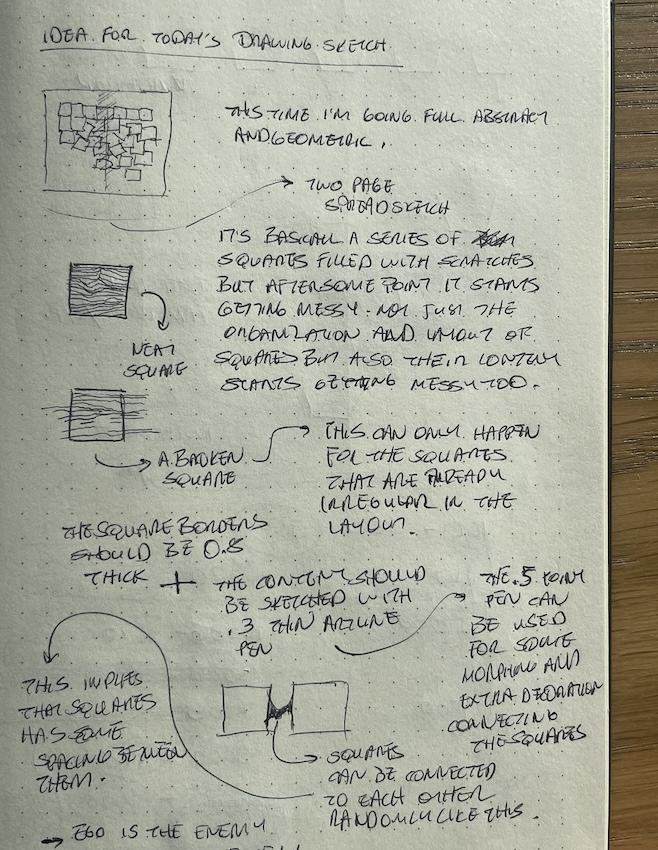 IDEA FOR TODAY'S DRAWING SKETCH
THIS TIME I'M GOING FULL ABSTRACT
AND GEOMETRIC.
TWO PAGE
SPREAD SKETCH
IT'S BASICALL A SERIES OF
SQUARES FILLED WITH SCRATCHES
BUT AFTER SOME POINT IT STARTS
GETTING MESSY. NOT JUST THE
ORGANIZATION AND LAYOUT OF
SQUARES BUT ALSO THEIR CONTENT
STARTS GETTING MESSY TOO.
NEAT
SQUARE
A BROKEN
SQUARE
THIS CAN ONLY HAPPEN
FOR THE SQUARES
THAT ARE ALREADY
IRREGULAR IN THE
LAYOUT.
THE SQUARE BORDERS
SHOULD BE 0.8
THICK +
THE CONTENT SHOULD
BE SKETCHED WITH
.3 THIN ARTLINE
PEN
THE .5 POINT
PEN CAN
BE USED
FOR SOME
MORPHING AND
EXTRA DECORATION
CONNECTING
THE SQUARES
THIS IMPLIES
THAT SQUARES
HAS SOME
SPACING BETWEEN
THEM.
SQUARES
CAN BE CONNECTED
TO EACH OTHER
RANDOMLY LIKE THIS.
→ EGO IS THE ENEMY